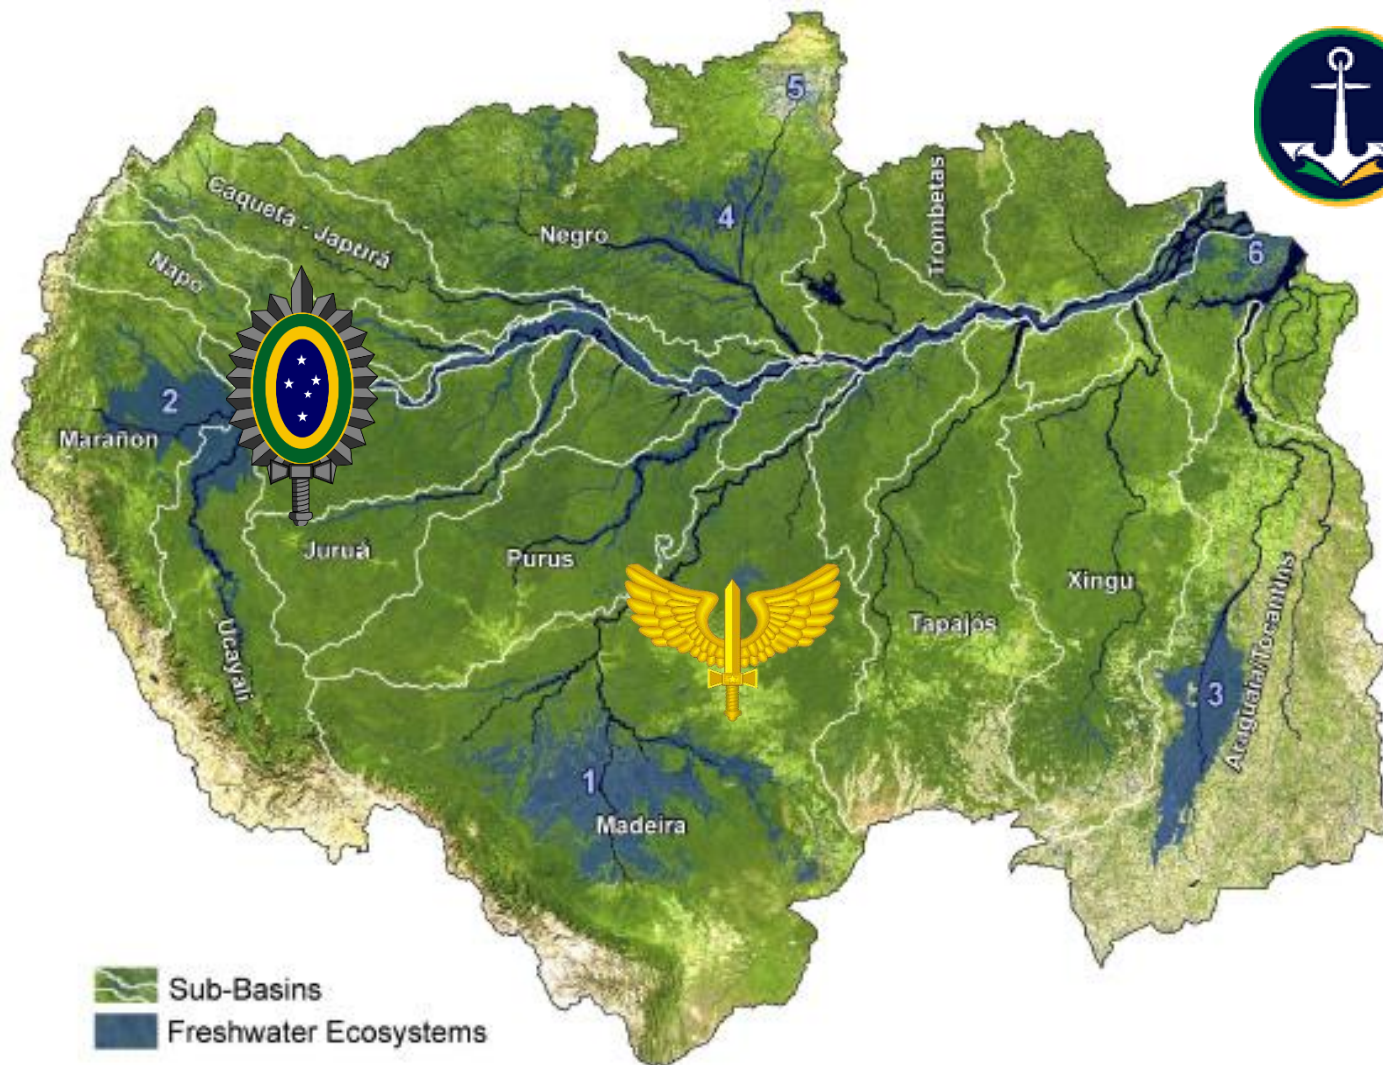 5
Caqueta - Japurá
Negro
4
Trombetas
6
Napo
2
Marañon
Juruá
Purus
Xingu
Tapajós
Ucayali
3
Araguaia/Tocantins
1
Madeira
Sub-Basins
Freshwater Ecosystems